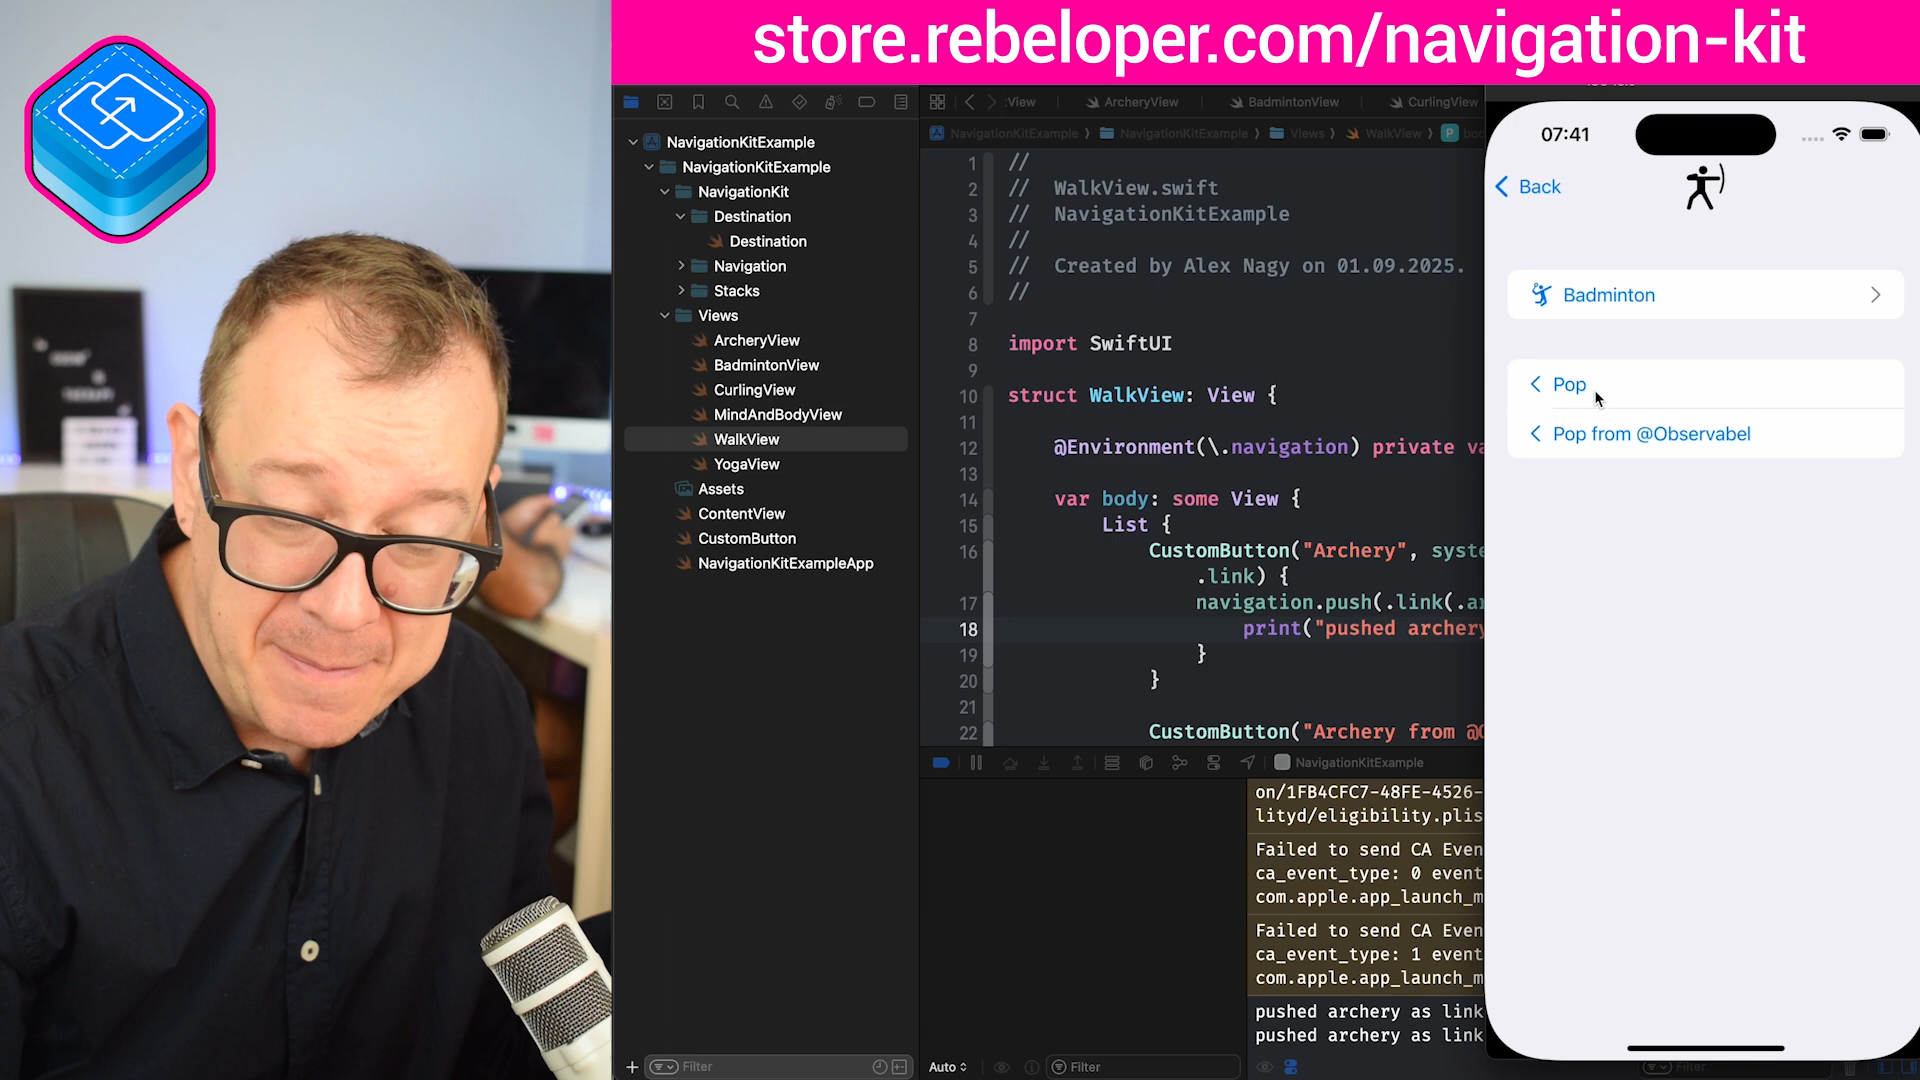 store.rebeloper.com/navigation-kit
:View
ArcheryView
BadmintonView
CurlingView
NavigationKitExample
NavigationKitExample
Views
WalkView
P
NavigationKitExample
NavigationKitExample
NavigationKit
Destination
Destination
Navigation
Stacks
Views
ArcheryView
BadmintonView
CurlingView
MindAndBodyView
WalkView
YogaView
Assets
ContentView
CustomButton
NavigationKitExampleApp
Filter
1 //
2 // WalkView.swift
3 // NavigationKitExample
4 //
5 // Created by Alex Nagy on 01.09.2025.
6 //
7
8 import SwiftUI
9
10 struct WalkView: View {
11
12 @Environment(\.navigation) private va
13
14 var body: some View {
15 List {
16 CustomButton("Archery", syste
.link) {
17 navigation.push(.link(.ar
18 print("pushed archery
19 }
20 }
21
22 CustomButton("Archery from @O
NavigationKitExample
on/1FB4CFC7-48FE-4526-
lityd/eligibility.plis
Failed to send CA Even
ca_event_type: 0 event
com.apple.app_launch_m
Failed to send CA Even
ca_event_type: 1 event
com.apple.app_launch_m
pushed archery as link
pushed archery as link
Auto
Filter
Filter
07:41
Back
Badminton
Pop
Pop from @Observabel